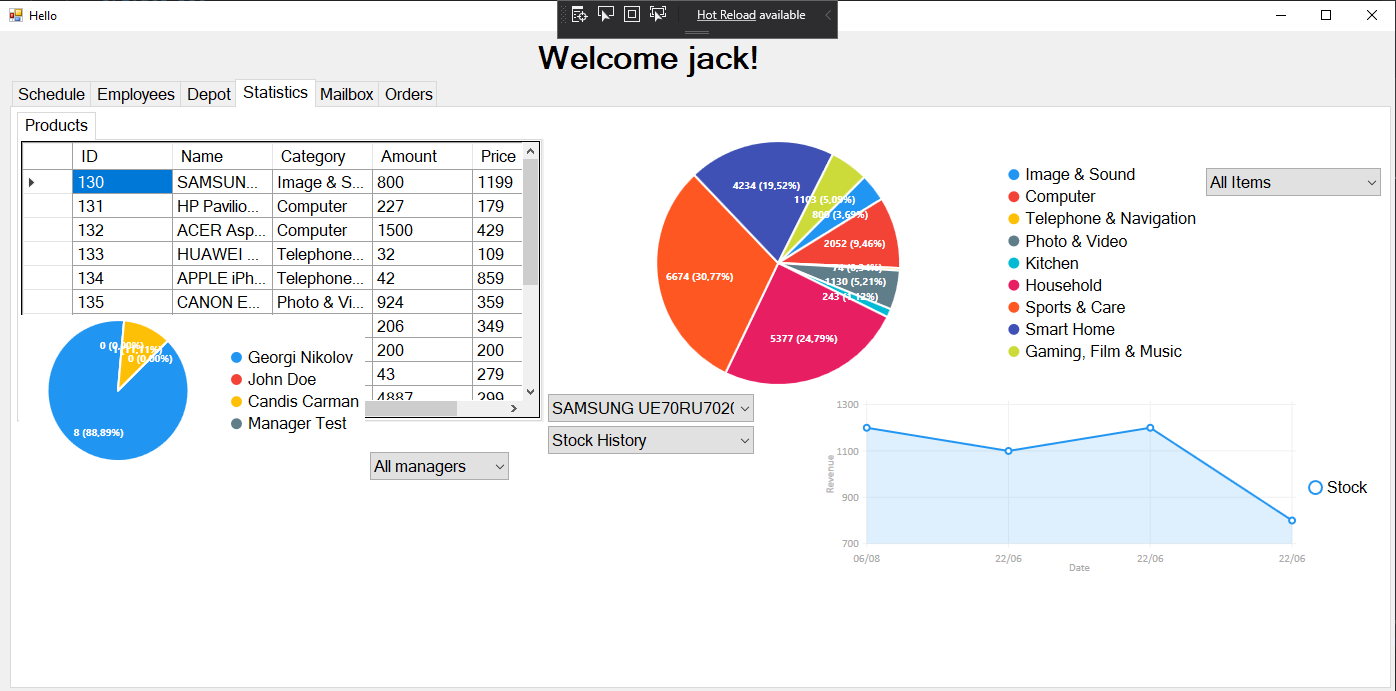 Hello
Hot Reload available
Welcome jack!
Schedule Employees Depot Statistics Mailbox Orders
Products
ID Name Category Amount Price
130 SAMSUN... Image & S... 800 1199
131 HP Pavilio... Computer 227 179
132 ACER Asp... Computer 1500 429
133 HUAWEI ... Telephone... 32 109
134 APPLE iPh... Telephone... 42 859
135 CANON E... Photo & Vi... 924 359
206 349
200 200
43 279
4887 299
0 (0,00%)
0 (0,00%)
8 (88,89%)
Georgi Nikolov
John Doe
Candis Carman
Manager Test
All managers
4234 (19,52%)
1103 (5,09%)
800 (3,69%)
2052 (9,46%)
1130 (5,21%)
243 (1,12%)
6674 (30,77%)
5377 (24,79%)
Image & Sound
Computer
Telephone & Navigation
Photo & Video
Kitchen
Household
Sports & Care
Smart Home
Gaming, Film & Music
All Items
SAMSUNG UE70RU702
Stock History
1300
1100
900
700
Revenue
06/08 22/06 22/06 22/06
Date
Stock